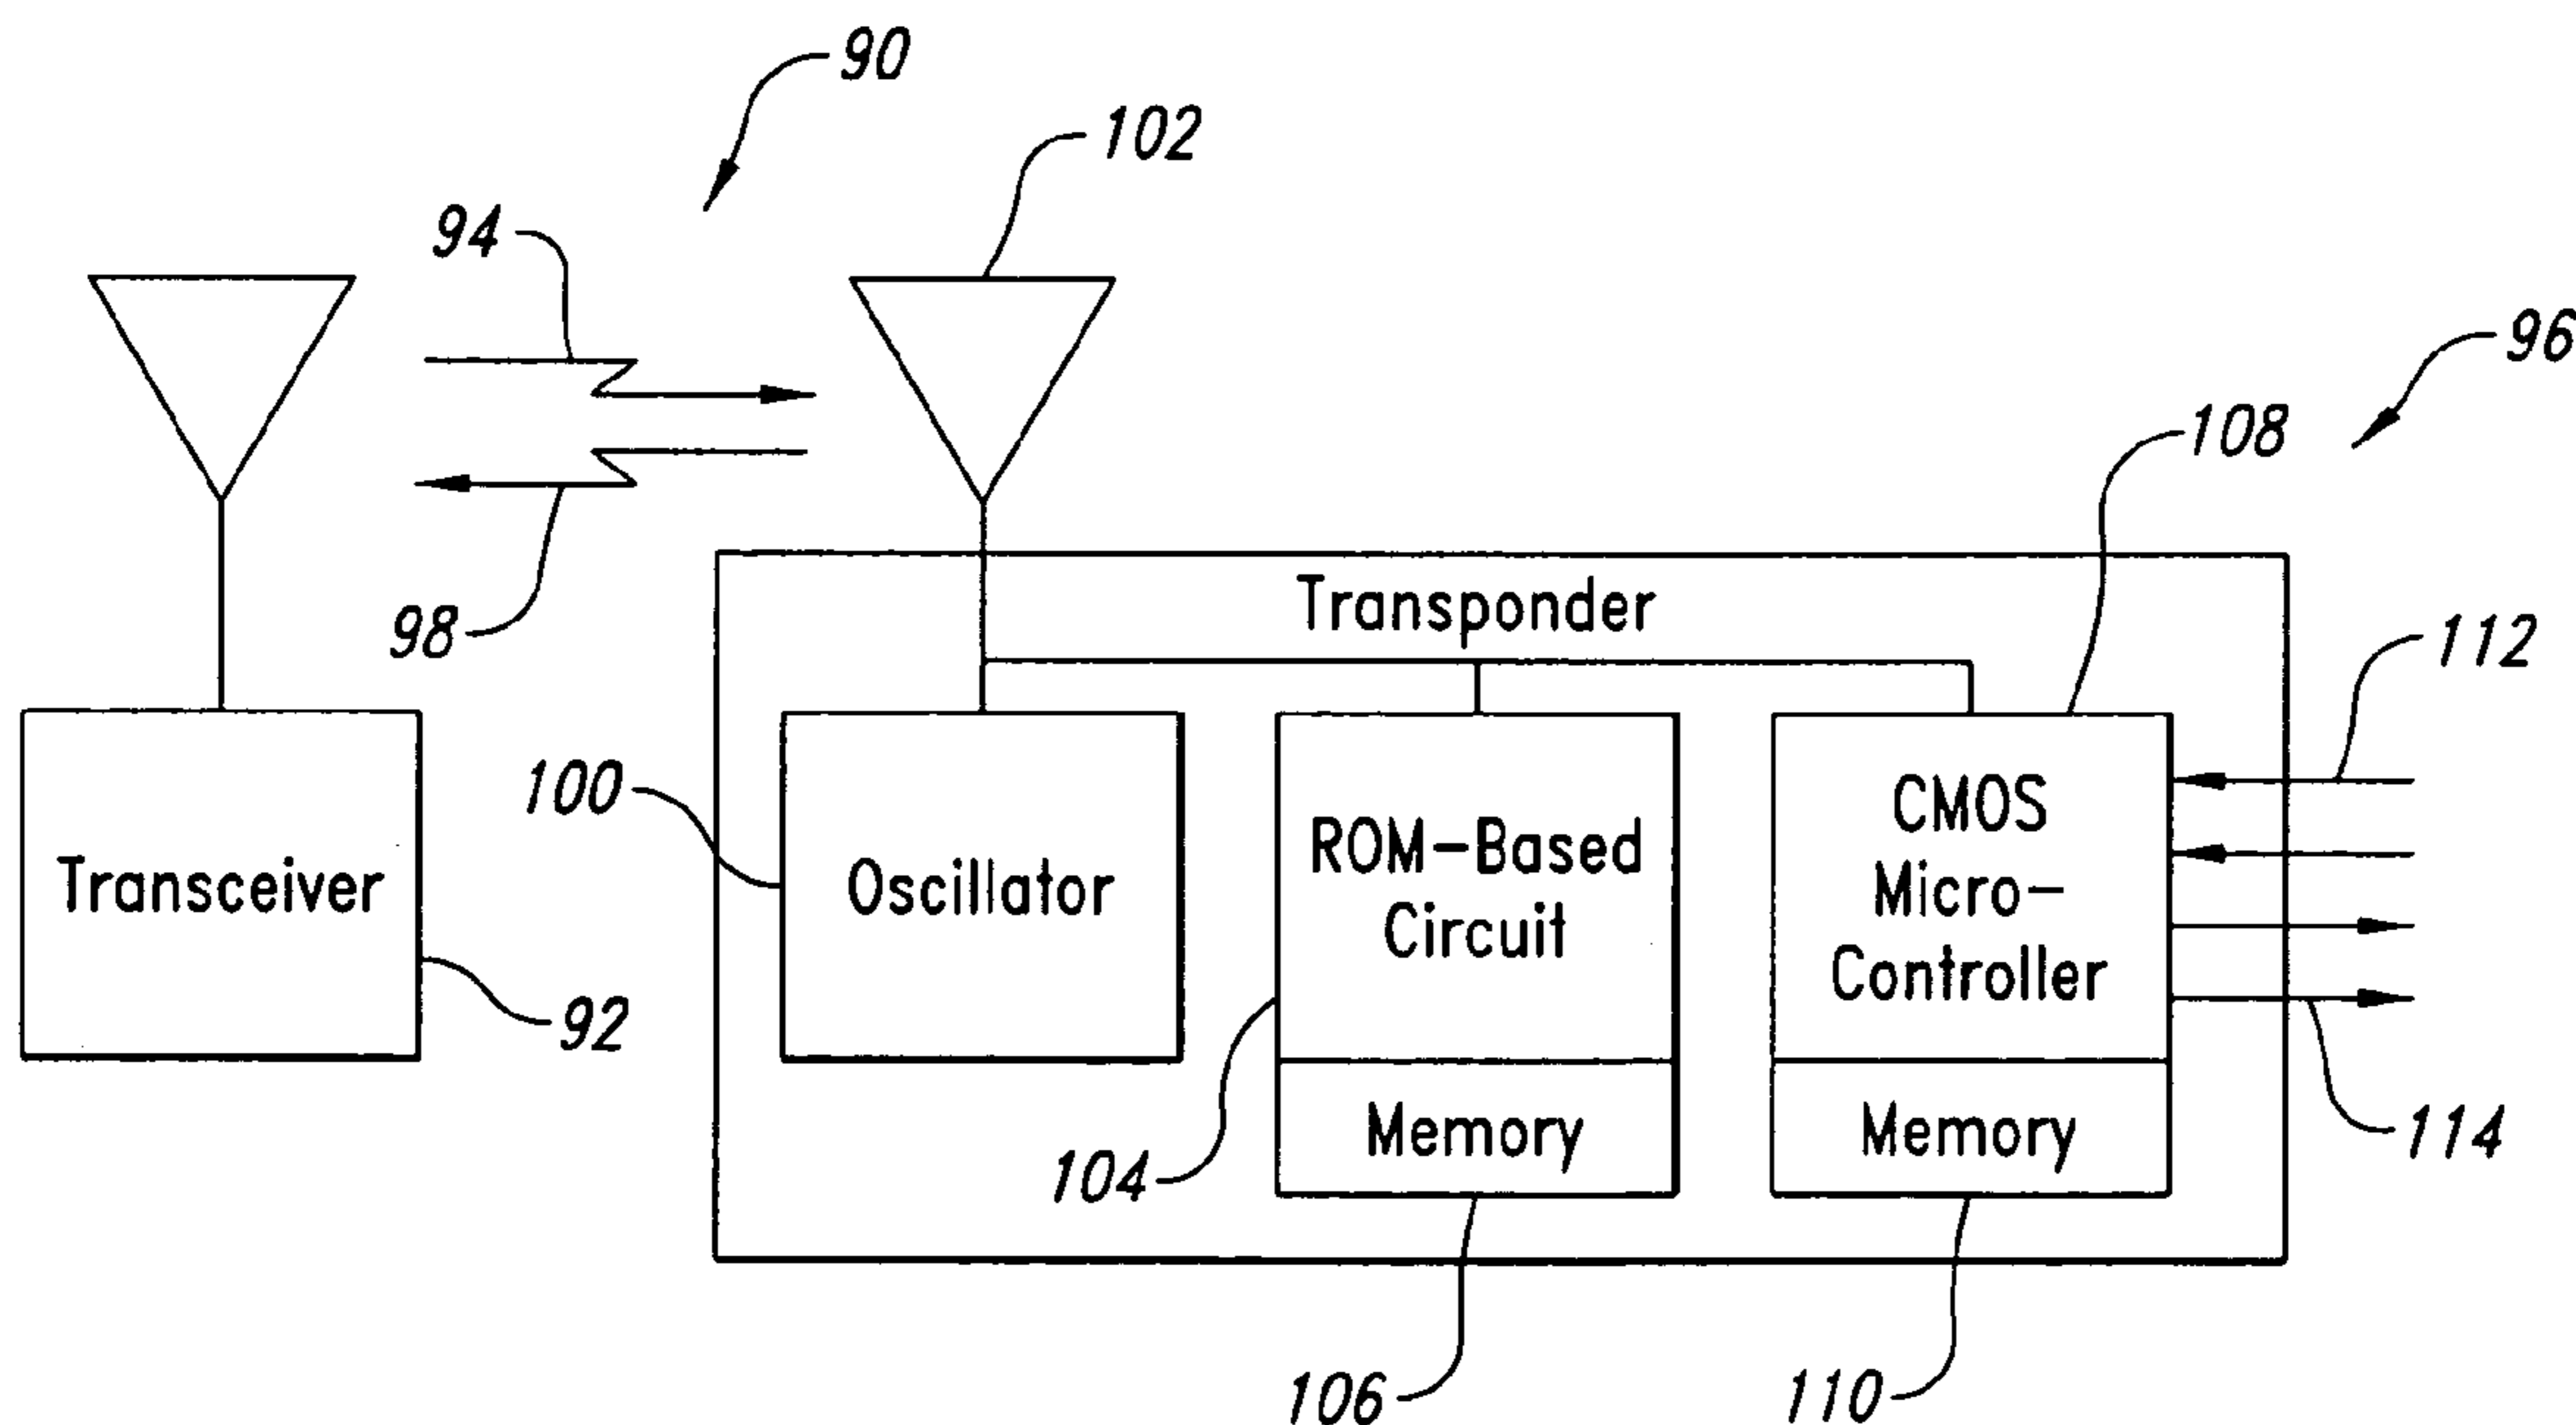 90
102
94
96
108
98
Transponder
112
100
Transceiver
Oscillator
ROM-Based
Circuit
CMOS
Micro-
Controller
92
104
Memory
Memory
114
106
110